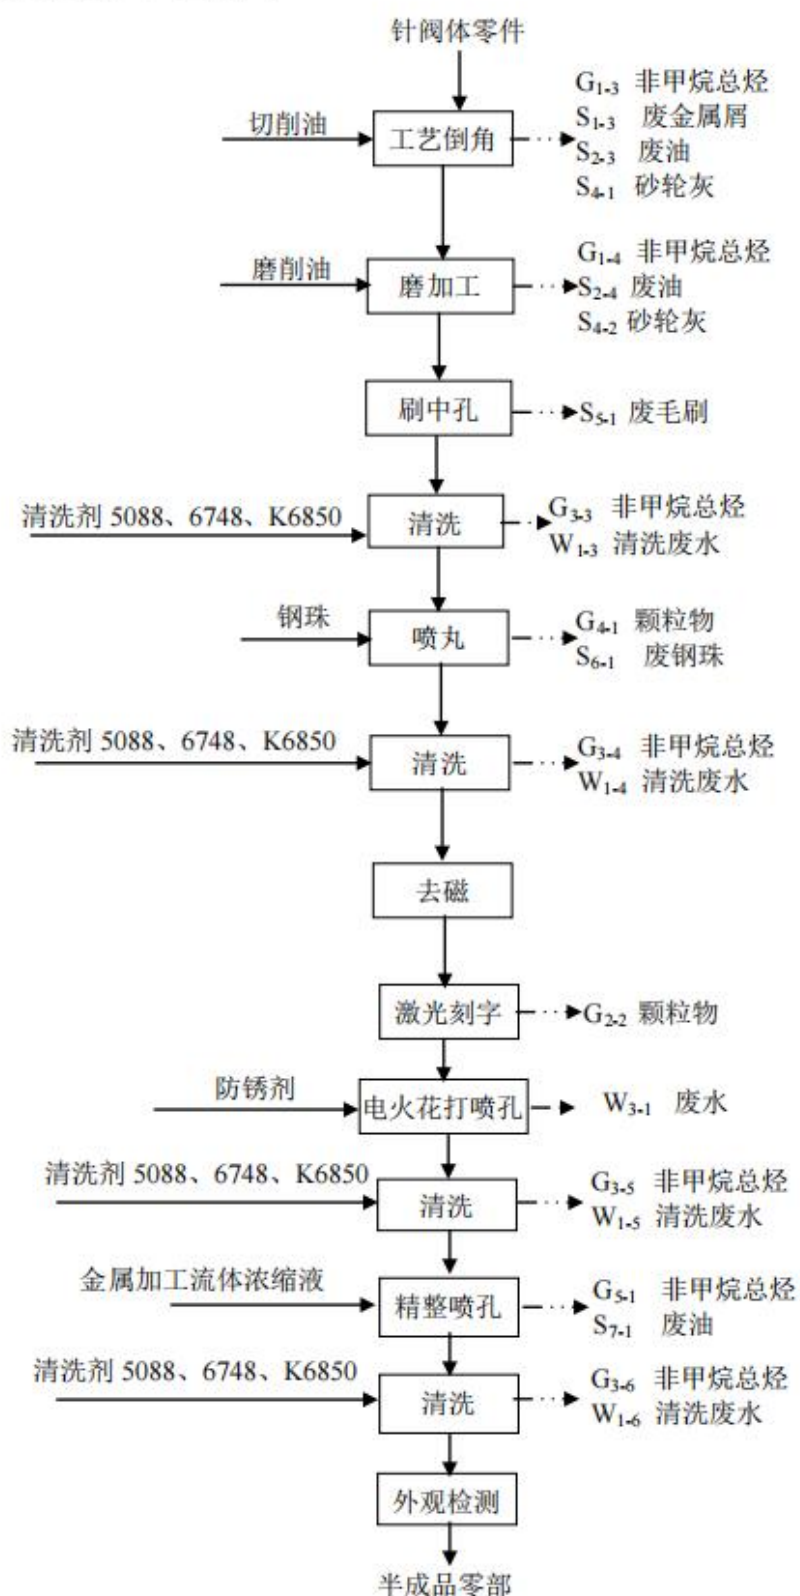 针阀体零件
切削油
工艺倒角
G1-3 非甲烷总烃
S1-3 废金属屑
S2-3 废油
S4-1 砂轮灰
磨削油
磨加工
G1-4 非甲烷总烃
S2-4 废油
S4-2 砂轮灰
刷中孔
S5-1 废毛刷
清洗剂 5088、6748、K6850
清洗
G3-3 非甲烷总烃
W1-3 清洗废水
钢珠
喷丸
G4-1 颗粒物
S6-1 废钢珠
清洗剂 5088、6748、K6850
清洗
G3-4 非甲烷总烃
W1-4 清洗废水
去磁
激光刻字
G2-2 颗粒物
防锈剂
电火花打喷孔
W3-1 废水
清洗剂 5088、6748、K6850
清洗
G3-5 非甲烷总烃
W1-5 清洗废水
金属加工流体浓缩液
精整喷孔
G5-1 非甲烷总烃
S7-1 废油
清洗剂 5088、6748、K6850
清洗
G3-6 非甲烷总烃
W1-6 清洗废水
外观检测
半成品零部